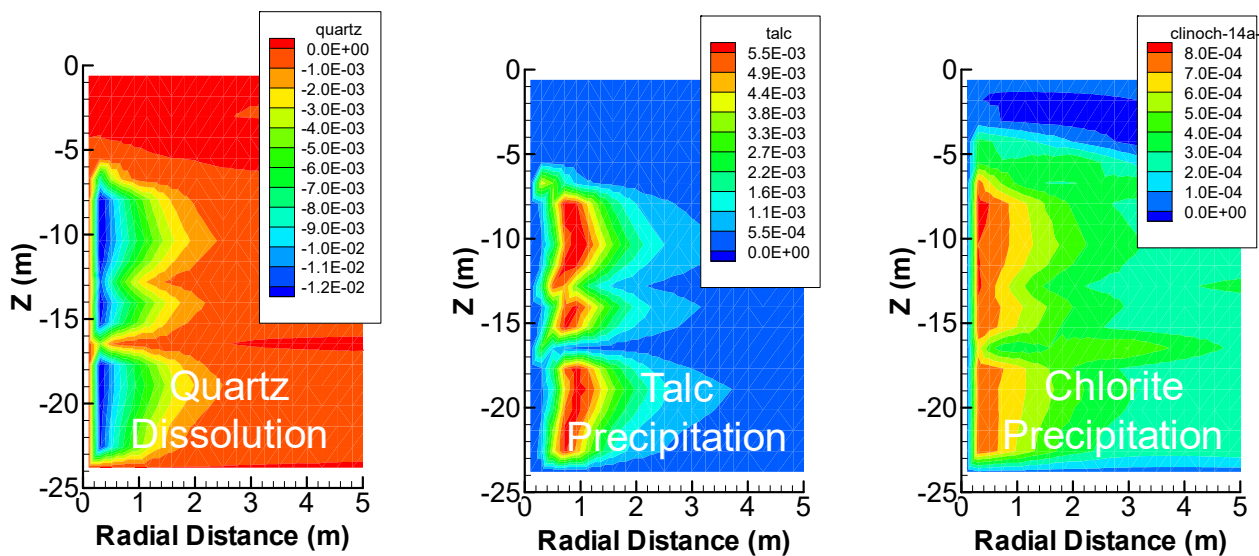 quartz
0.0E+00
-1.0E-03
-2.0E-03
-3.0E-03
-4.0E-03
-5.0E-03
-6.0E-03
-7.0E-03
-8.0E-03
-9.0E-03
-1.0E-02
-1.1E-02
-1.2E-02
0
-5
-10
-15
-20
-25
Z (m)
Quartz
Dissolution
0 1 2 3 4 5
Radial Distance (m)
talc
5.5E-03
4.9E-03
4.4E-03
3.8E-03
3.3E-03
2.7E-03
2.2E-03
1.6E-03
1.1E-03
5.5E-04
0.0E+00
0
-5
-10
-15
-20
-25
Z (m)
Talc
Precipitation
0 1 2 3 4 5
Radial Distance (m)
clinoch-14a-
8.0E-04
7.0E-04
6.0E-04
5.0E-04
4.0E-04
3.0E-04
2.0E-04
1.0E-04
0.0E+00
0
-5
-10
-15
-20
-25
Z (m)
Chlorite
Precipitation
0 1 2 3 4 5
Radial Distance (m)